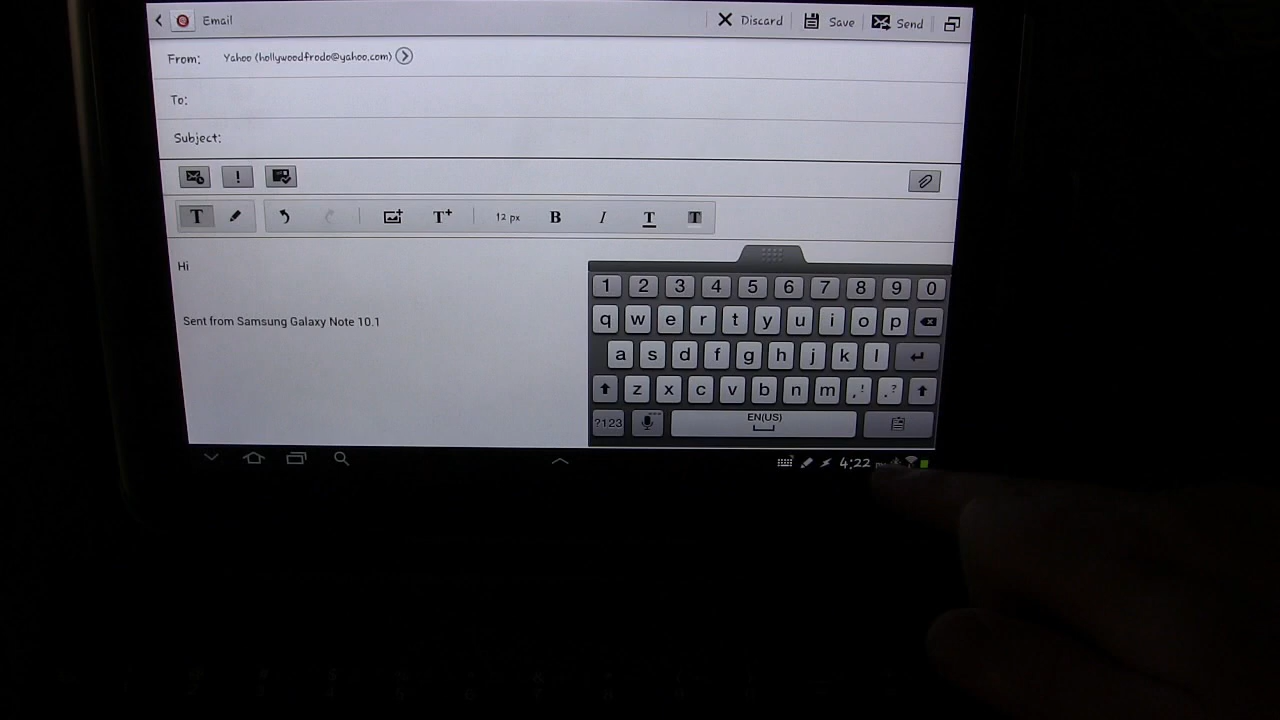 Email Discard Save Send
From: Yahoo (hollywoodfrodo@yahoo.com)
To:
Subject:
T T+ 12 px B I T T
Hi
Sent from Samsung Galaxy Note 10.1
1 2 3 4 5 6 7 8 9 0
q w e r t y u i o p
a s d f g h j k l
z x c v b n m , ! . ?
?123 EN(US)
4:22